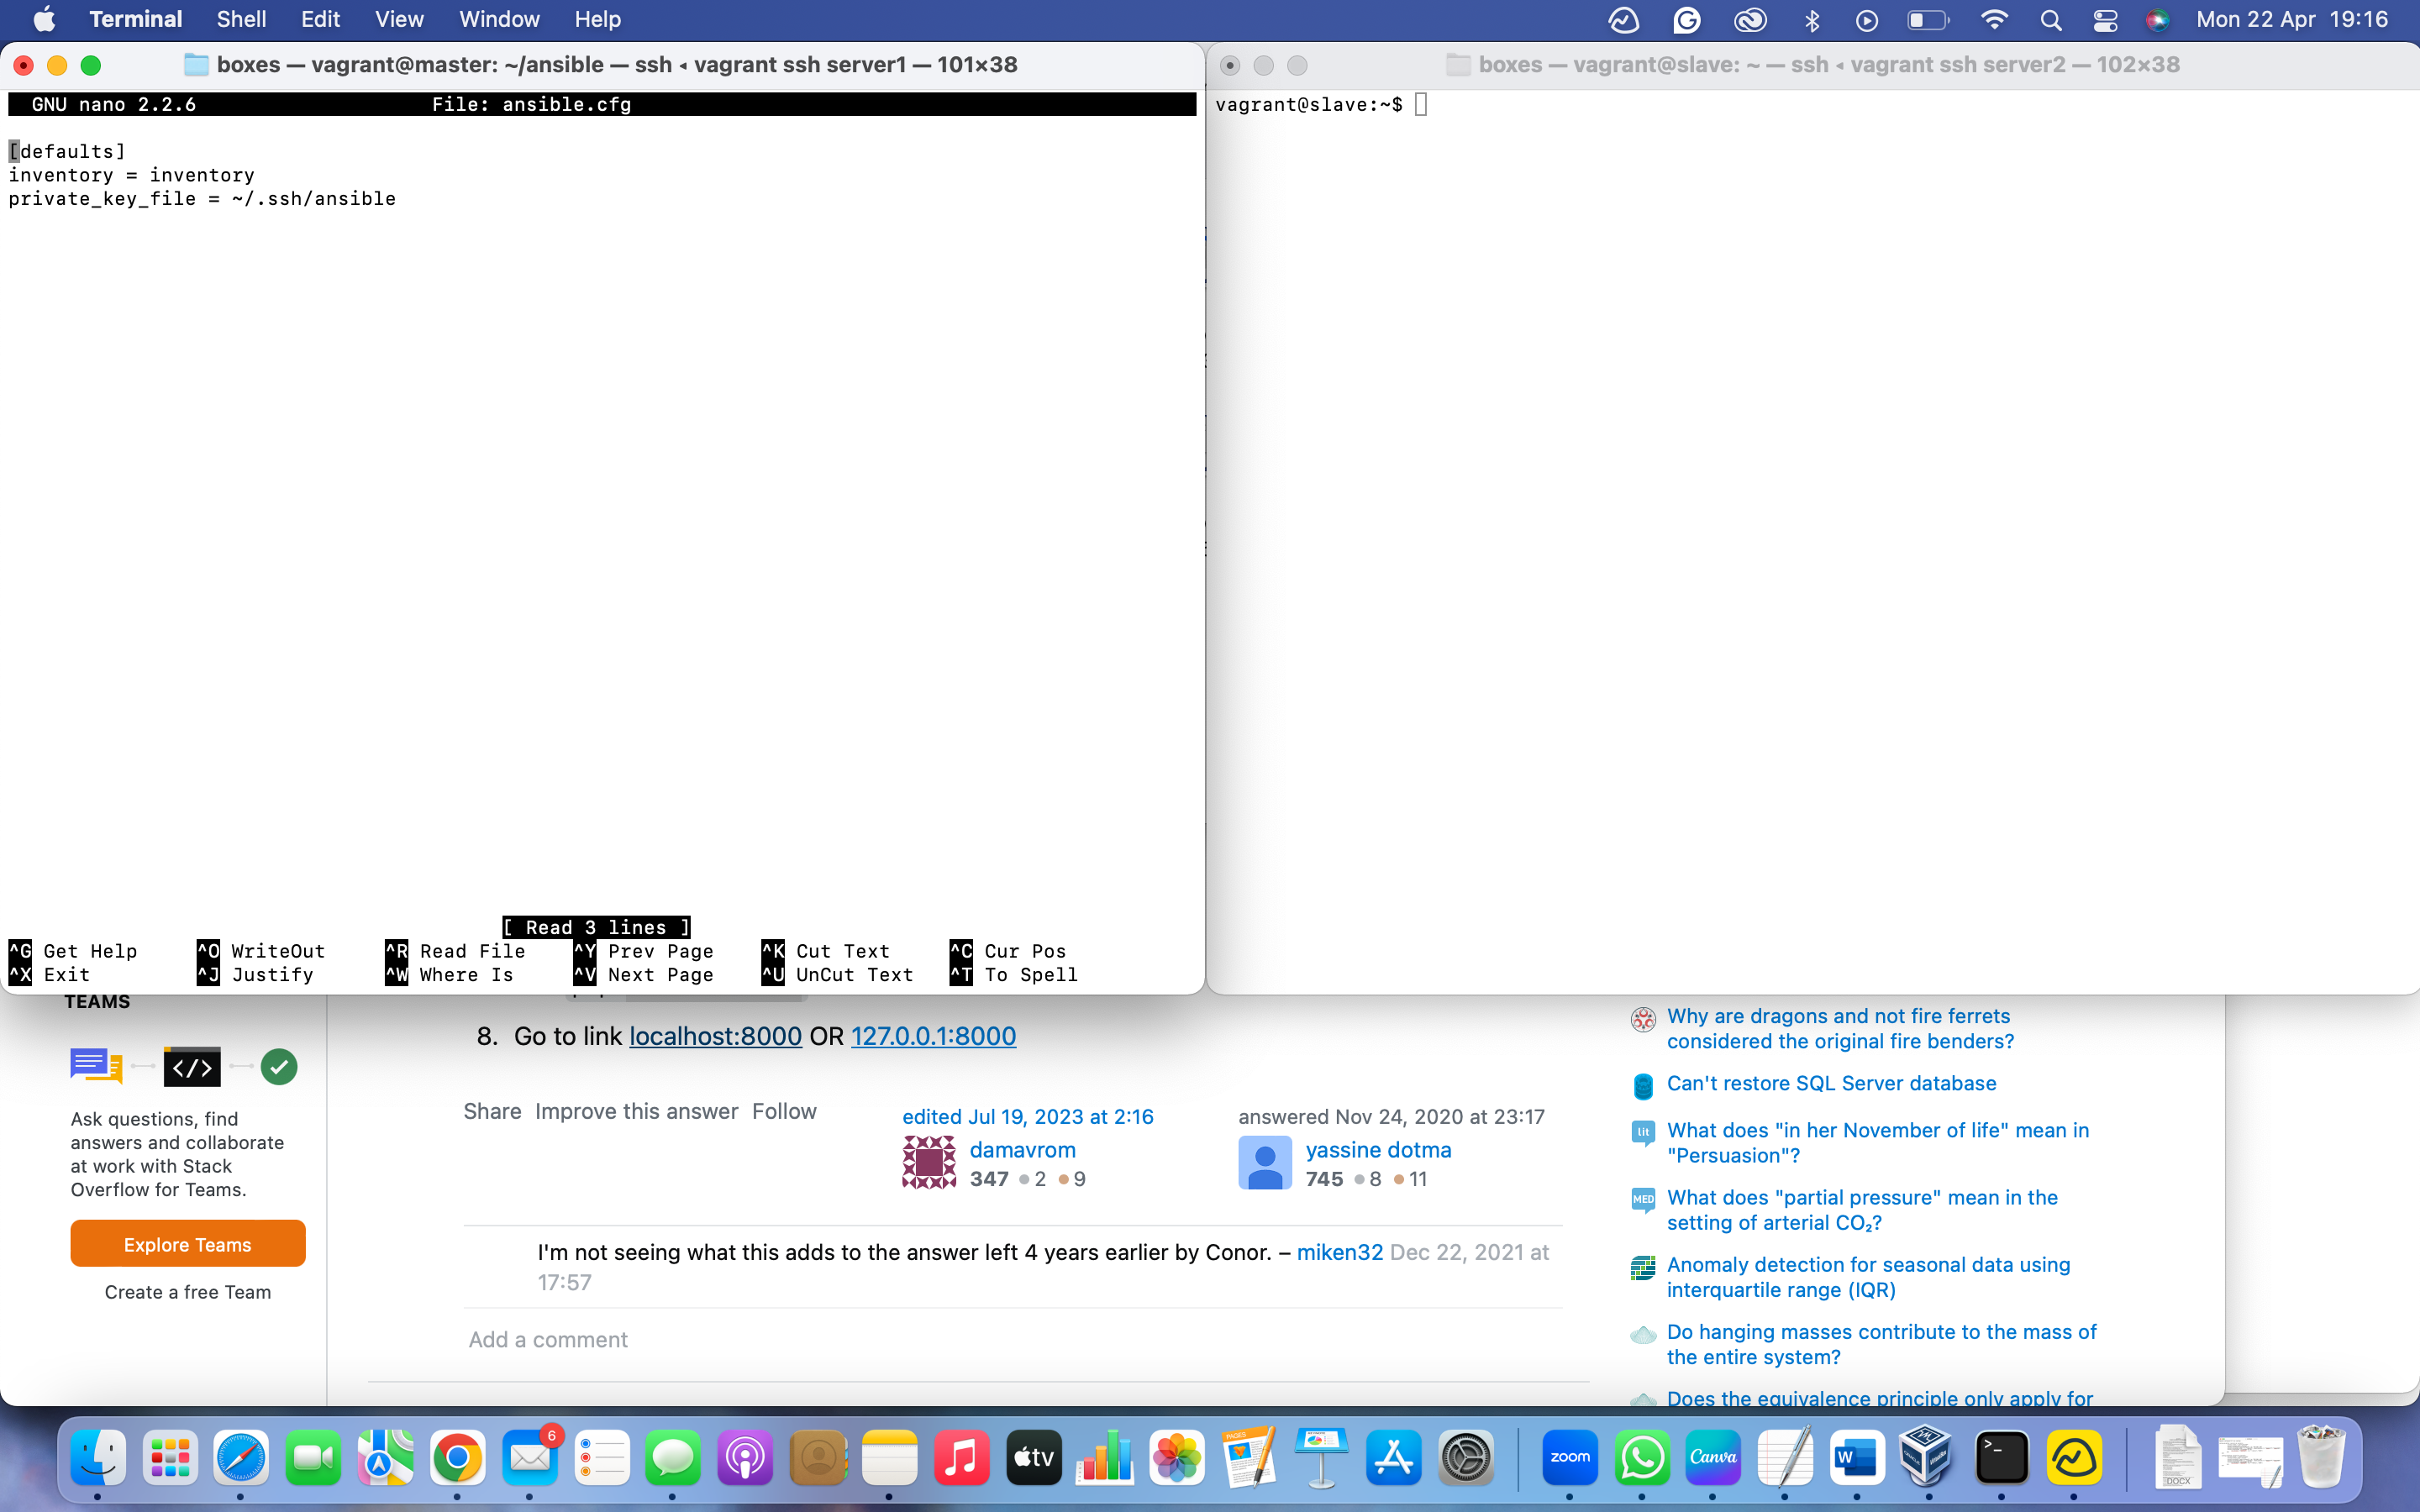 Terminal Shell Edit View Window Help Mon 22 Apr 19:16
boxes — vagrant@master: ~/ansible — ssh ◂ vagrant ssh server1 — 101×38
GNU nano 2.2.6 File: ansible.cfg
[defaults]
inventory = inventory
private_key_file = ~/.ssh/ansible
[ Read 3 lines ]
^G Get Help ^O WriteOut ^R Read File ^Y Prev Page ^K Cut Text ^C Cur Pos
^X Exit ^J Justify ^W Where Is ^V Next Page ^U UnCut Text ^T To Spell
boxes — vagrant@slave: ~ — ssh ◂ vagrant ssh server2 — 102×38
vagrant@slave:~$
TEAMS
</>
Ask questions, find
answers and collaborate
at work with Stack
Overflow for Teams.
Explore Teams
Create a free Team
8. Go to link localhost:8000 OR 127.0.0.1:8000
Share Improve this answer Follow
edited Jul 19, 2023 at 2:16
damavrom
347 2 9
answered Nov 24, 2020 at 23:17
yassine dotma
745 8 11
I'm not seeing what this adds to the answer left 4 years earlier by Conor. – miken32 Dec 22, 2021 at
17:57
Add a comment
Why are dragons and not fire ferrets
considered the original fire benders?
Can't restore SQL Server database
lit
What does "in her November of life" mean in
"Persuasion"?
MED
What does "partial pressure" mean in the
setting of arterial CO₂?
Anomaly detection for seasonal data using
interquartile range (IQR)
Do hanging masses contribute to the mass of
the entire system?
Does the equivalence principle only apply for
6
tv
PAGES
zoom
Canva
W
>_
DOCX